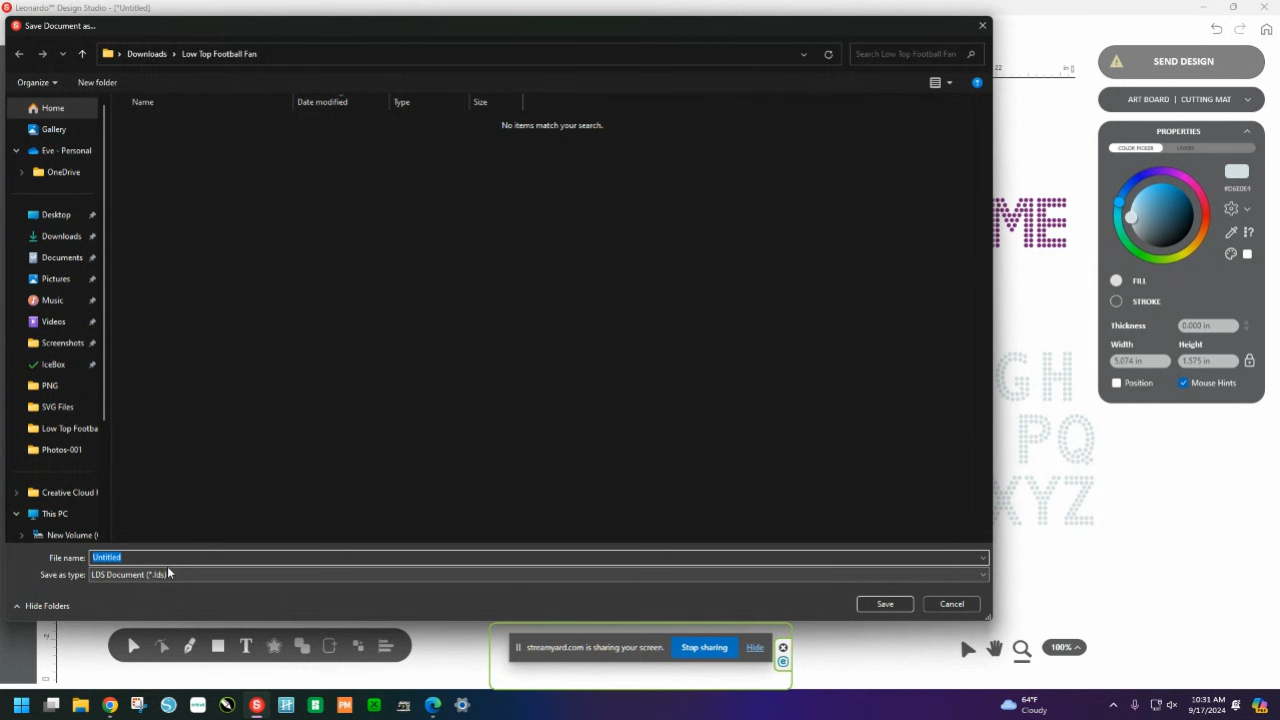 Leonardo™ Design Studio - [*Untitled]
Save Document as...
Downloads > Low Top Football Fan
Search Low Top Football Fan
Organize
New folder
Name
Date modified
Type
Size
No items match your search.
Home
Gallery
Eve - Personal
OneDrive
Desktop
Downloads
Documents
Pictures
Music
Videos
Screenshots
IceBox
PNG
SVG Files
Low Top Footba
Photos-001
Creative Cloud F
This PC
New Volume (
File name:
Untitled
Save as type:
LDS Document (*.lds)
Hide Folders
Save
Cancel
22
in
SEND DESIGN
ART BOARD | CUTTING MAT
PROPERTIES
COLOR PICKER
LAYERS
#D6E0E4
FILL
STROKE
Thickness
0.000 in
Width
Height
5.074 in
1.575 in
Position
Mouse Hints
ME
GH
PQ
XYZ
2
0
T
streamyard.com is sharing your screen.
Stop sharing
Hide
100%
64°F
Cloudy
10:31 AM
9/17/2024